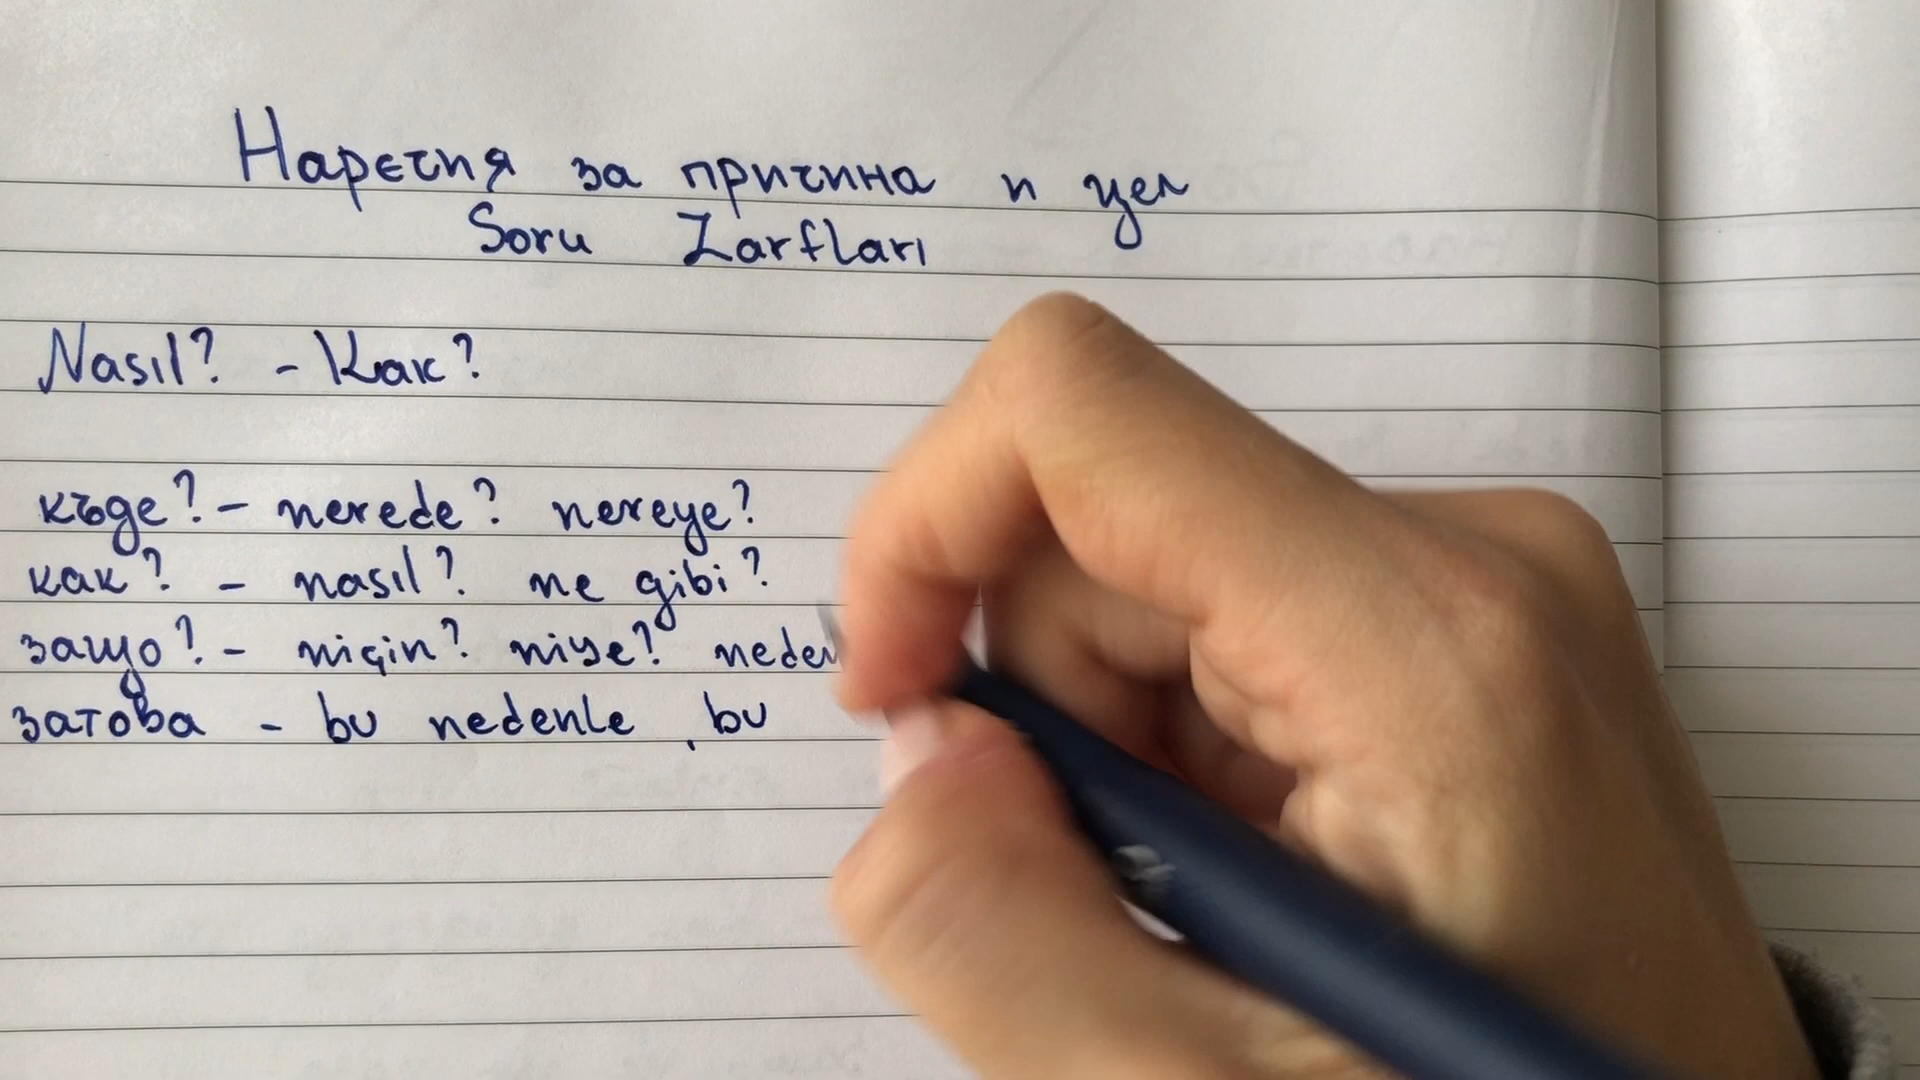 Наречия за причина и цел
Soru Zarfları
Nasıl? - Как?
къде? - nerede? nereye?
как? - nasıl? ne gibi?
защо? - niçin? niye? neden
затова - bu nedenle, bu